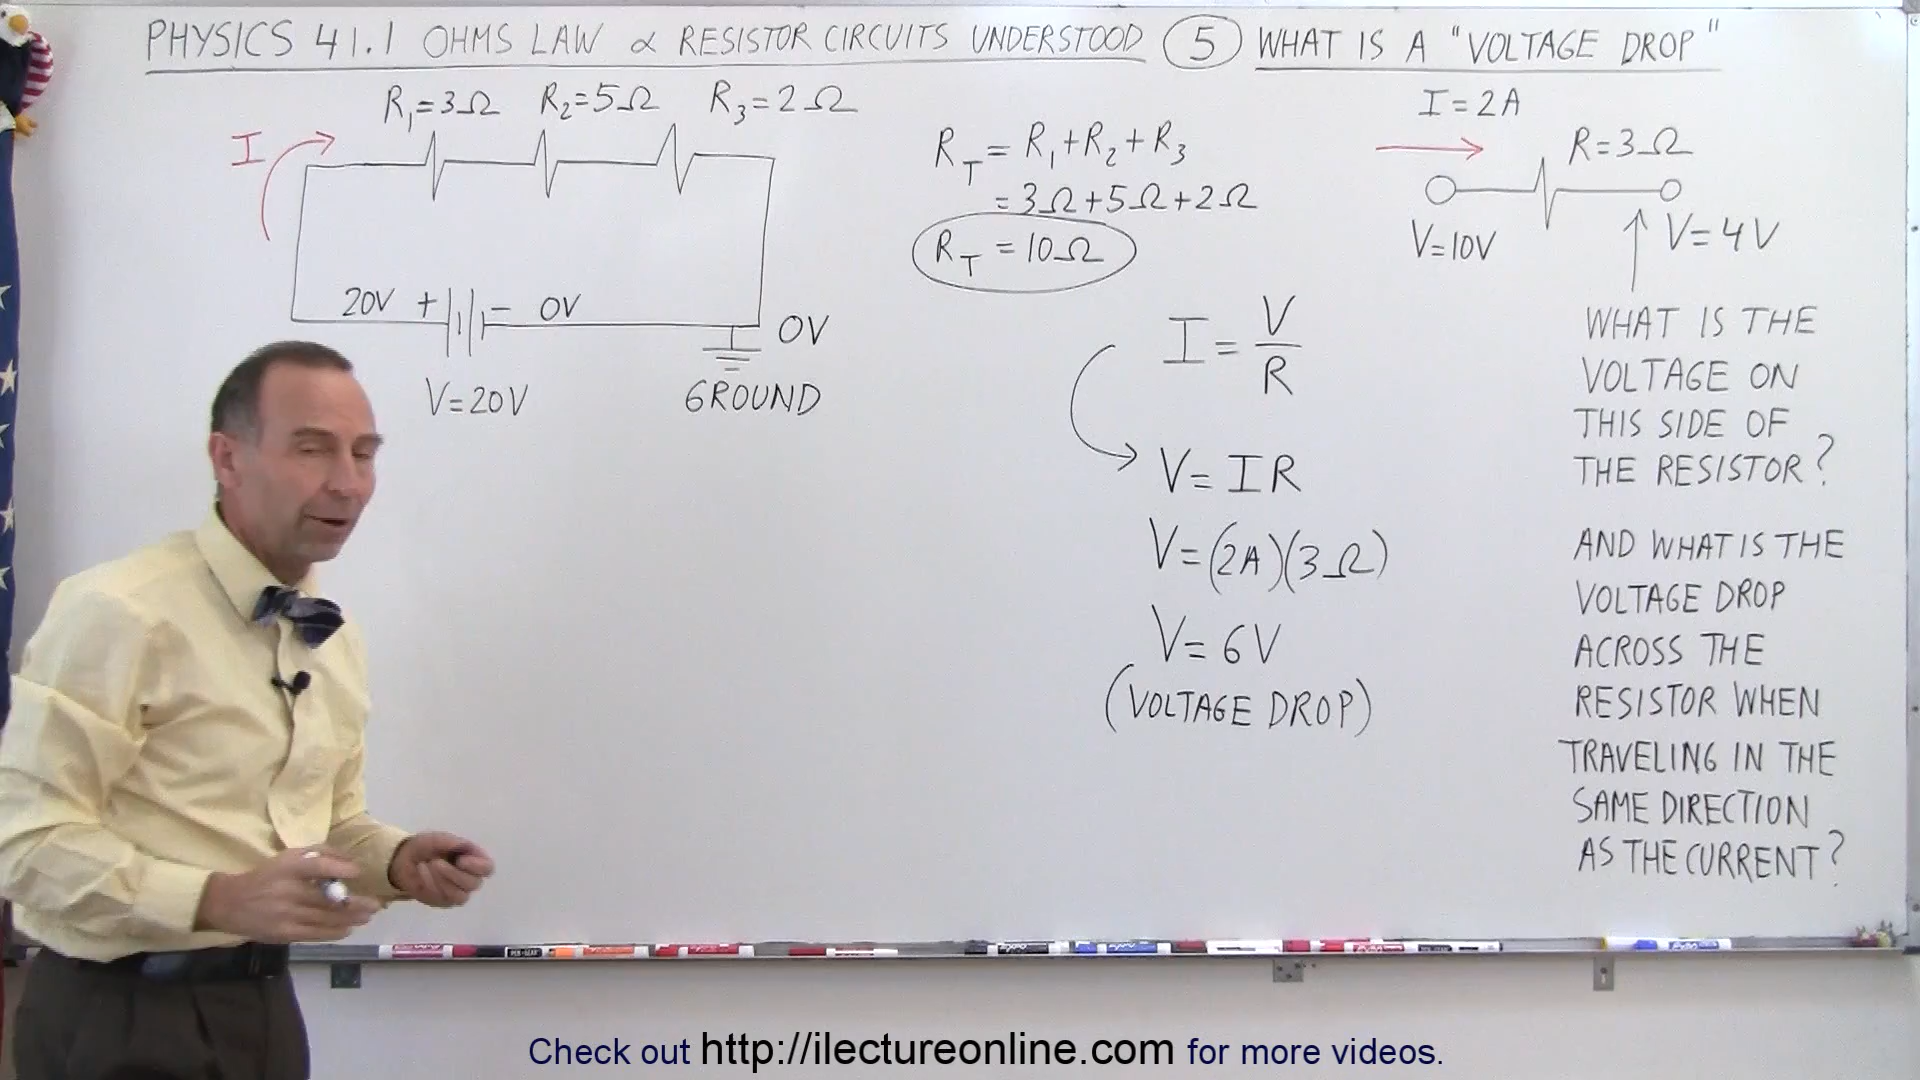 PHYSICS 41.1 OHMS LAW & RESISTOR CIRCUITS UNDERSTOOD 5 WHAT IS A "VOLTAGE DROP"
R1=3Ω R2=5Ω R3=2Ω
I
20V + - 0V
0V
V=20V
GROUND
RT = R1+R2+R3
= 3Ω+5Ω+2Ω
RT = 10Ω
I = V/R
V= IR
V=(2A)(3Ω)
V= 6V
(VOLTAGE DROP)
I=2A
R=3Ω
V=10V
V=4V
WHAT IS THE
VOLTAGE ON
THIS SIDE OF
THE RESISTOR?
AND WHAT IS THE
VOLTAGE DROP
ACROSS THE
RESISTOR WHEN
TRAVELING IN THE
SAME DIRECTION
AS THE CURRENT?
Check out http://ilectureonline.com for more videos.